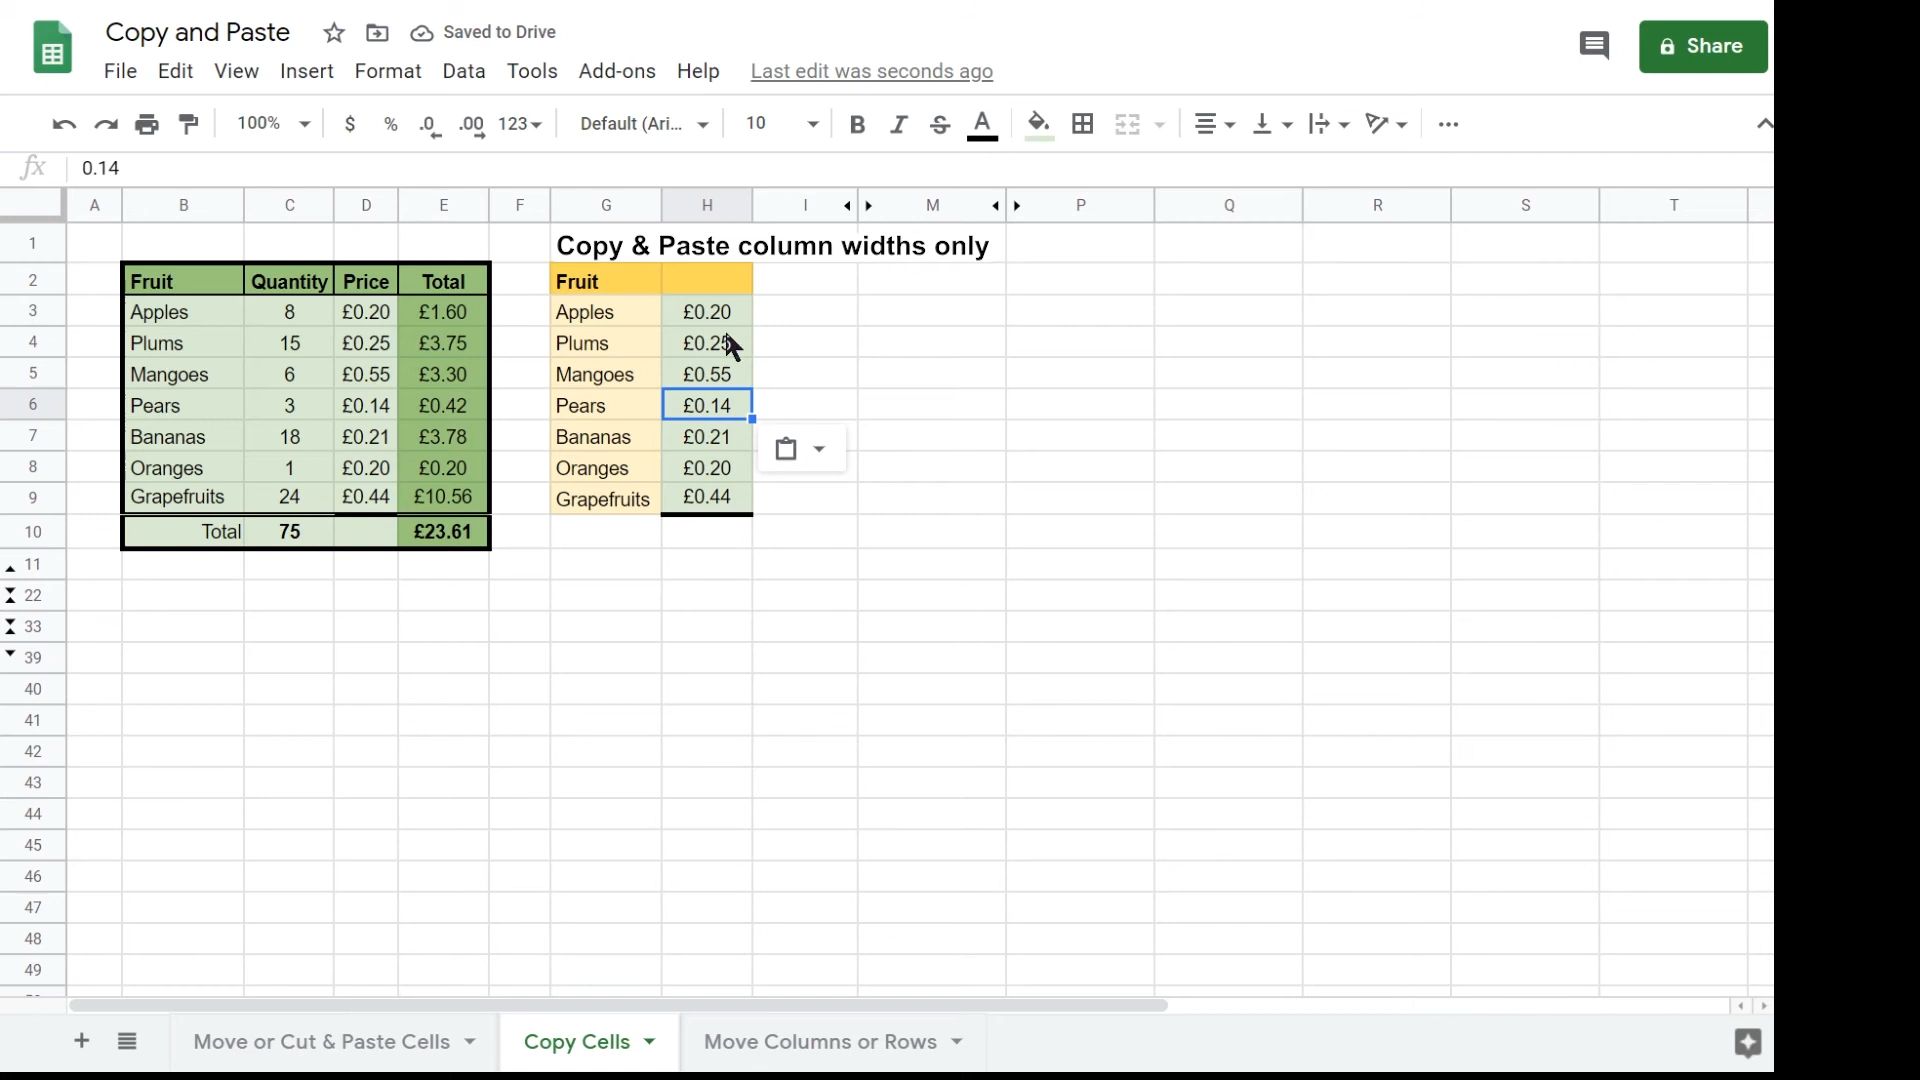 Copy and Paste Saved to Drive
File Edit View Insert Format Data Tools Add-ons Help Last edit was seconds ago
Share
100% $ % .0 .00 123 Default (Ari... 10 B I S A
fx 0.14
A B C D E F G H I M P Q R S T
1 Copy & Paste column widths only
2 Fruit Quantity Price Total Fruit
3 Apples 8 £0.20 £1.60 Apples £0.20
4 Plums 15 £0.25 £3.75 Plums £0.25
5 Mangoes 6 £0.55 £3.30 Mangoes £0.55
6 Pears 3 £0.14 £0.42 Pears £0.14
7 Bananas 18 £0.21 £3.78 Bananas £0.21
8 Oranges 1 £0.20 £0.20 Oranges £0.20
9 Grapefruits 24 £0.44 £10.56 Grapefruits £0.44
10 Total 75 £23.61
11
22
33
39
40
41
42
43
44
45
46
47
48
49
Move or Cut & Paste Cells Copy Cells Move Columns or Rows